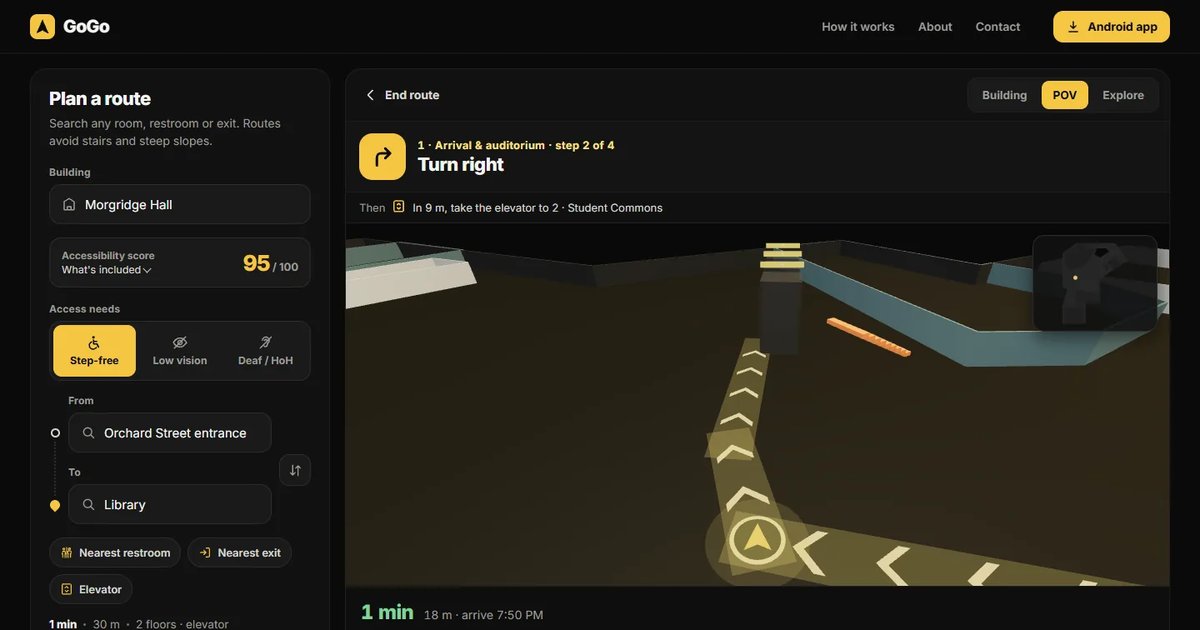 GoGo
How it works
About
Contact
Android app
Plan a route
Search any room, restroom or exit. Routes
avoid stairs and steep slopes.
Building
Morgridge Hall
Accessibility score
What's included
95 / 100
Access needs
Step-free
Low vision
Deaf / HoH
From
Orchard Street entrance
To
Library
Nearest restroom
Nearest exit
Elevator
1 min · 30 m · 2 floors · elevator
End route
Building
POV
Explore
1 · Arrival & auditorium · step 2 of 4
Turn right
Then In 9 m, take the elevator to 2 · Student Commons
1 min 18 m · arrive 7:50 PM